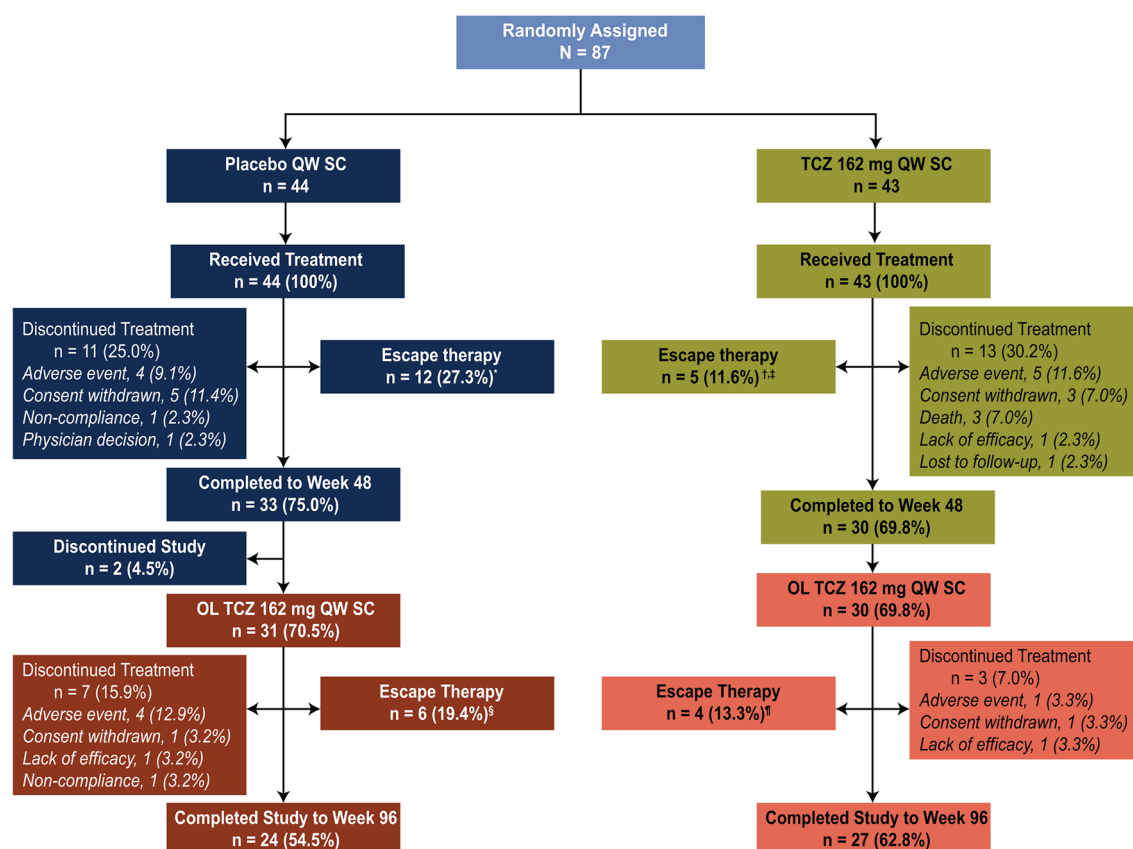 Randomly Assigned
N = 87
Placebo QW SC
n = 44
TCZ 162 mg QW SC
n = 43
Received Treatment
n = 44 (100%)
Received Treatment
n = 43 (100%)
Discontinued Treatment
n = 11 (25.0%)
Adverse event, 4 (9.1%)
Consent withdrawn, 5 (11.4%)
Non-compliance, 1 (2.3%)
Physician decision, 1 (2.3%)
Escape therapy
n = 12 (27.3%)*
Escape therapy
n = 5 (11.6%)†,‡
Discontinued Treatment
n = 13 (30.2%)
Adverse event, 5 (11.6%)
Consent withdrawn, 3 (7.0%)
Death, 3 (7.0%)
Lack of efficacy, 1 (2.3%)
Lost to follow-up, 1 (2.3%)
Completed to Week 48
n = 33 (75.0%)
Completed to Week 48
n = 30 (69.8%)
Discontinued Study
n = 2 (4.5%)
OL TCZ 162 mg QW SC
n = 31 (70.5%)
OL TCZ 162 mg QW SC
n = 30 (69.8%)
Discontinued Treatment
n = 7 (15.9%)
Adverse event, 4 (12.9%)
Consent withdrawn, 1 (3.2%)
Lack of efficacy, 1 (3.2%)
Non-compliance, 1 (3.2%)
Escape Therapy
n = 6 (19.4%)§
Escape Therapy
n = 4 (13.3%)¶
Discontinued Treatment
n = 3 (7.0%)
Adverse event, 1 (3.3%)
Consent withdrawn, 1 (3.3%)
Lack of efficacy, 1 (3.3%)
Completed Study to Week 96
n = 24 (54.5%)
Completed Study to Week 96
n = 27 (62.8%)